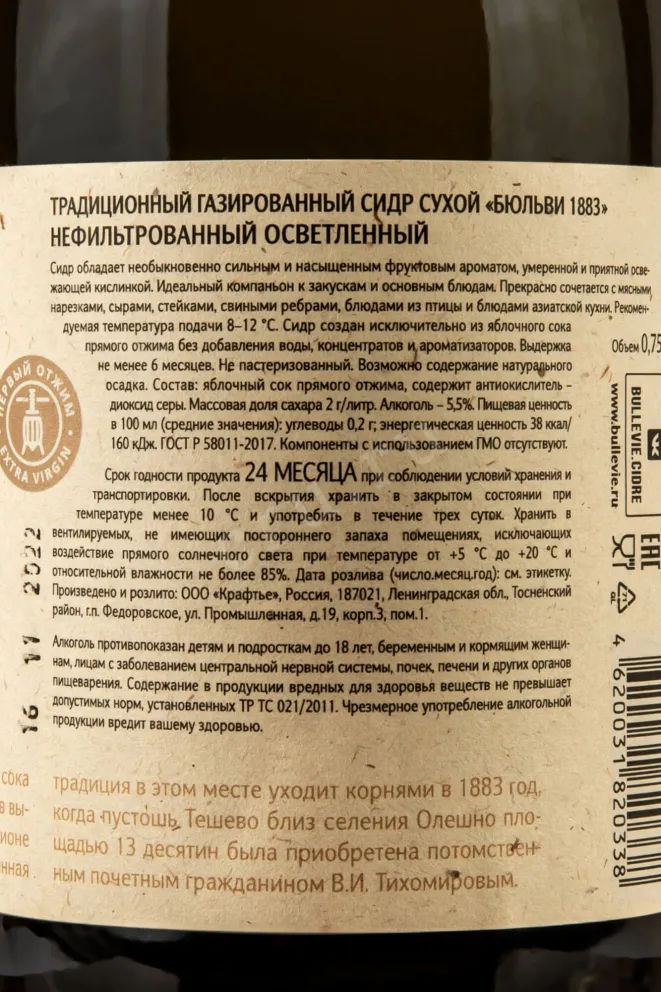 ТРАДИЦИОННЫЙ ГАЗИРОВАННЫЙ СИДР СУХОЙ «БЮЛЬВИ 1883»
НЕФИЛЬТРОВАННЫЙ ОСВЕТЛЕННЫЙ
Сидр обладает необыкновенно сильным и насыщенным фруктовым ароматом, умеренной и приятной осве-
жающей кислинкой. Идеальный компаньон к закускам и основным блюдам. Прекрасно сочетается с мясными
нарезками, сырами, стейками, свиными ребрами, блюдами из птицы и блюдами азиатской кухни. Рекомен-
дуемая температура подачи 8–12 °С. Сидр создан исключительно из яблочного сока
прямого отжима без добавления воды, концентратов и ароматизаторов. Выдержка
не менее 6 месяцев. Не пастеризованный. Возможно содержание натурального
осадка. Состав: яблочный сок прямого отжима, содержит антиокислитель –
диоксид серы. Массовая доля сахара 2 г/литр. Алкоголь – 5,5%. Пищевая ценность
в 100 мл (средние значения): углеводы 0,2 г; энергетическая ценность 38 ккал/
160 кДж. ГОСТ Р 58011-2017. Компоненты с использованием ГМО отсутствуют.
Срок годности продукта 24 МЕСЯЦА при соблюдении условий хранения и
транспортировки. После вскрытия хранить в закрытом состоянии при
температуре менее 10 °С и употребить в течение трех суток. Хранить в
вентилируемых, не имеющих постороннего запаха помещениях, исключающих
воздействие прямого солнечного света при температуре от +5 °С до +20 °С и
относительной влажности не более 85%. Дата розлива (число.месяц.год): см. этикетку.
Произведено и розлито: ООО «Крафтье», Россия, 187021, Ленинградская обл., Тосненский
район, г.п. Федоровское, ул. Промышленная, д.19, корп.3, пом.1.
Алкоголь противопоказан детям и подросткам до 18 лет, беременным и кормящим женщи-
нам, лицам с заболеванием центральной нервной системы, почек, печени и других органов
пищеварения. Содержание в продукции вредных для здоровья веществ не превышает
допустимых норм, установленных ТР ТС 021/2011. Чрезмерное употребление алкогольной
продукции вредит вашему здоровью.
традиция в этом месте уходит корнями в 1883 год,
когда пустошь Тешево близ селения Олешно пло-
щадью 13 десятин была приобретена потомствен-
ным почетным гражданином В.И. Тихомировым.
сока
в вы-
ионе
нная
ПЕРВЫЙ ОТЖИМ
EXTRA VIRGIN
16 11 2522
Объем 0,75
BULLEVIE.CIDRE
www.bullevie.ru
EAC
4 620031 820338